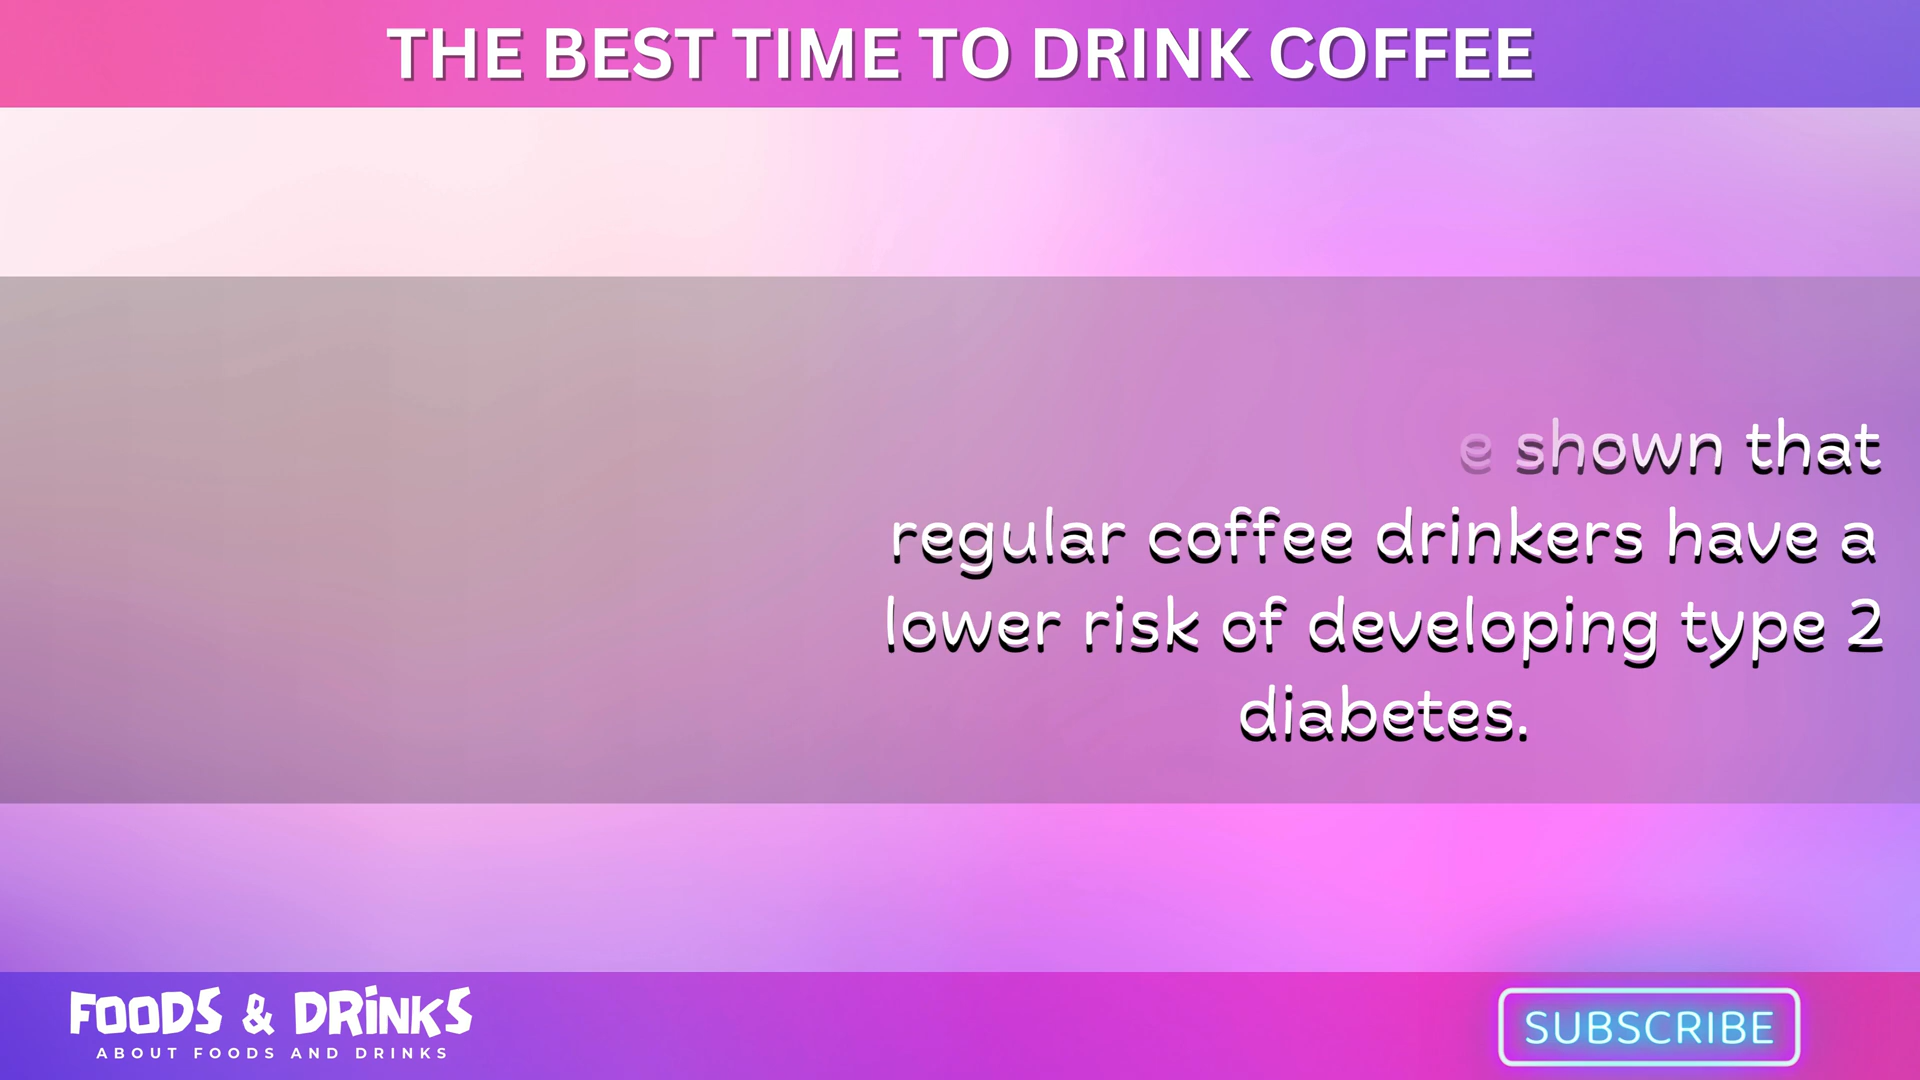 THE BEST TIME TO DRINK COFFEE
e shown that
regular coffee drinkers have a
lower risk of developing type 2
diabetes.
FOODS & DRiNKS
ABOUT FOODS AND DRINKS
SUBSCRIBE